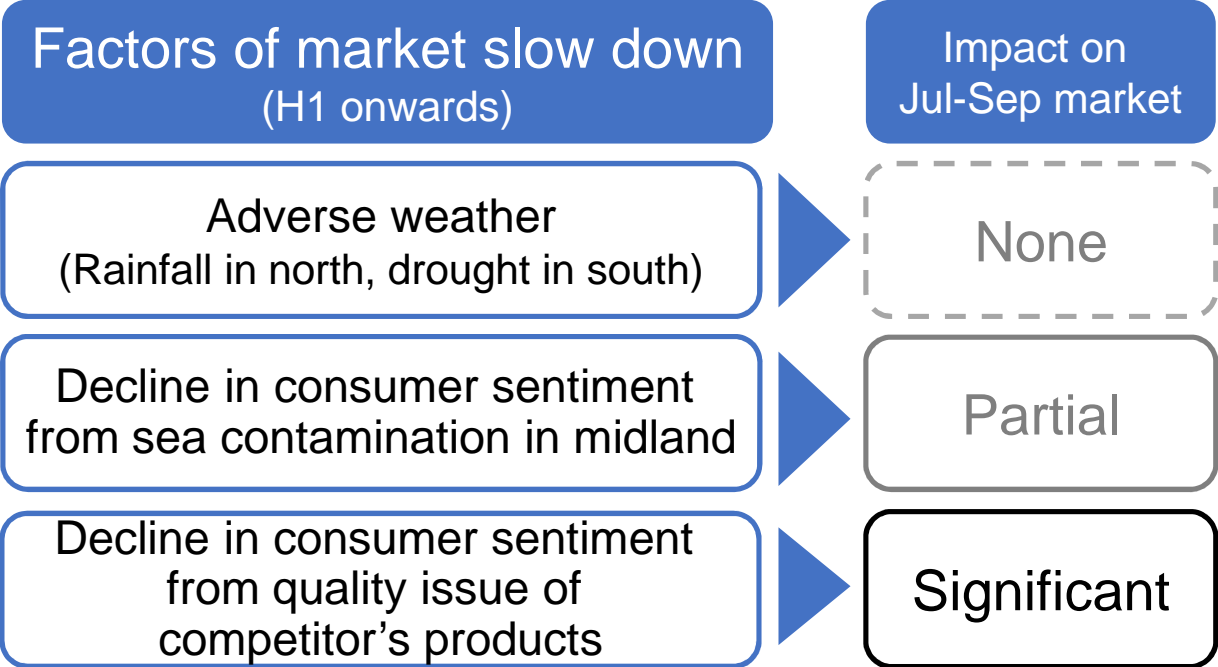 Factors of market slow down
(H1 onwards)
Impact on
Jul-Sep market
Adverse weather
(Rainfall in north, drought in south)
None
Decline in consumer sentiment
from sea contamination in midland
Partial
Decline in consumer sentiment
from quality issue of
competitor’s products
Significant